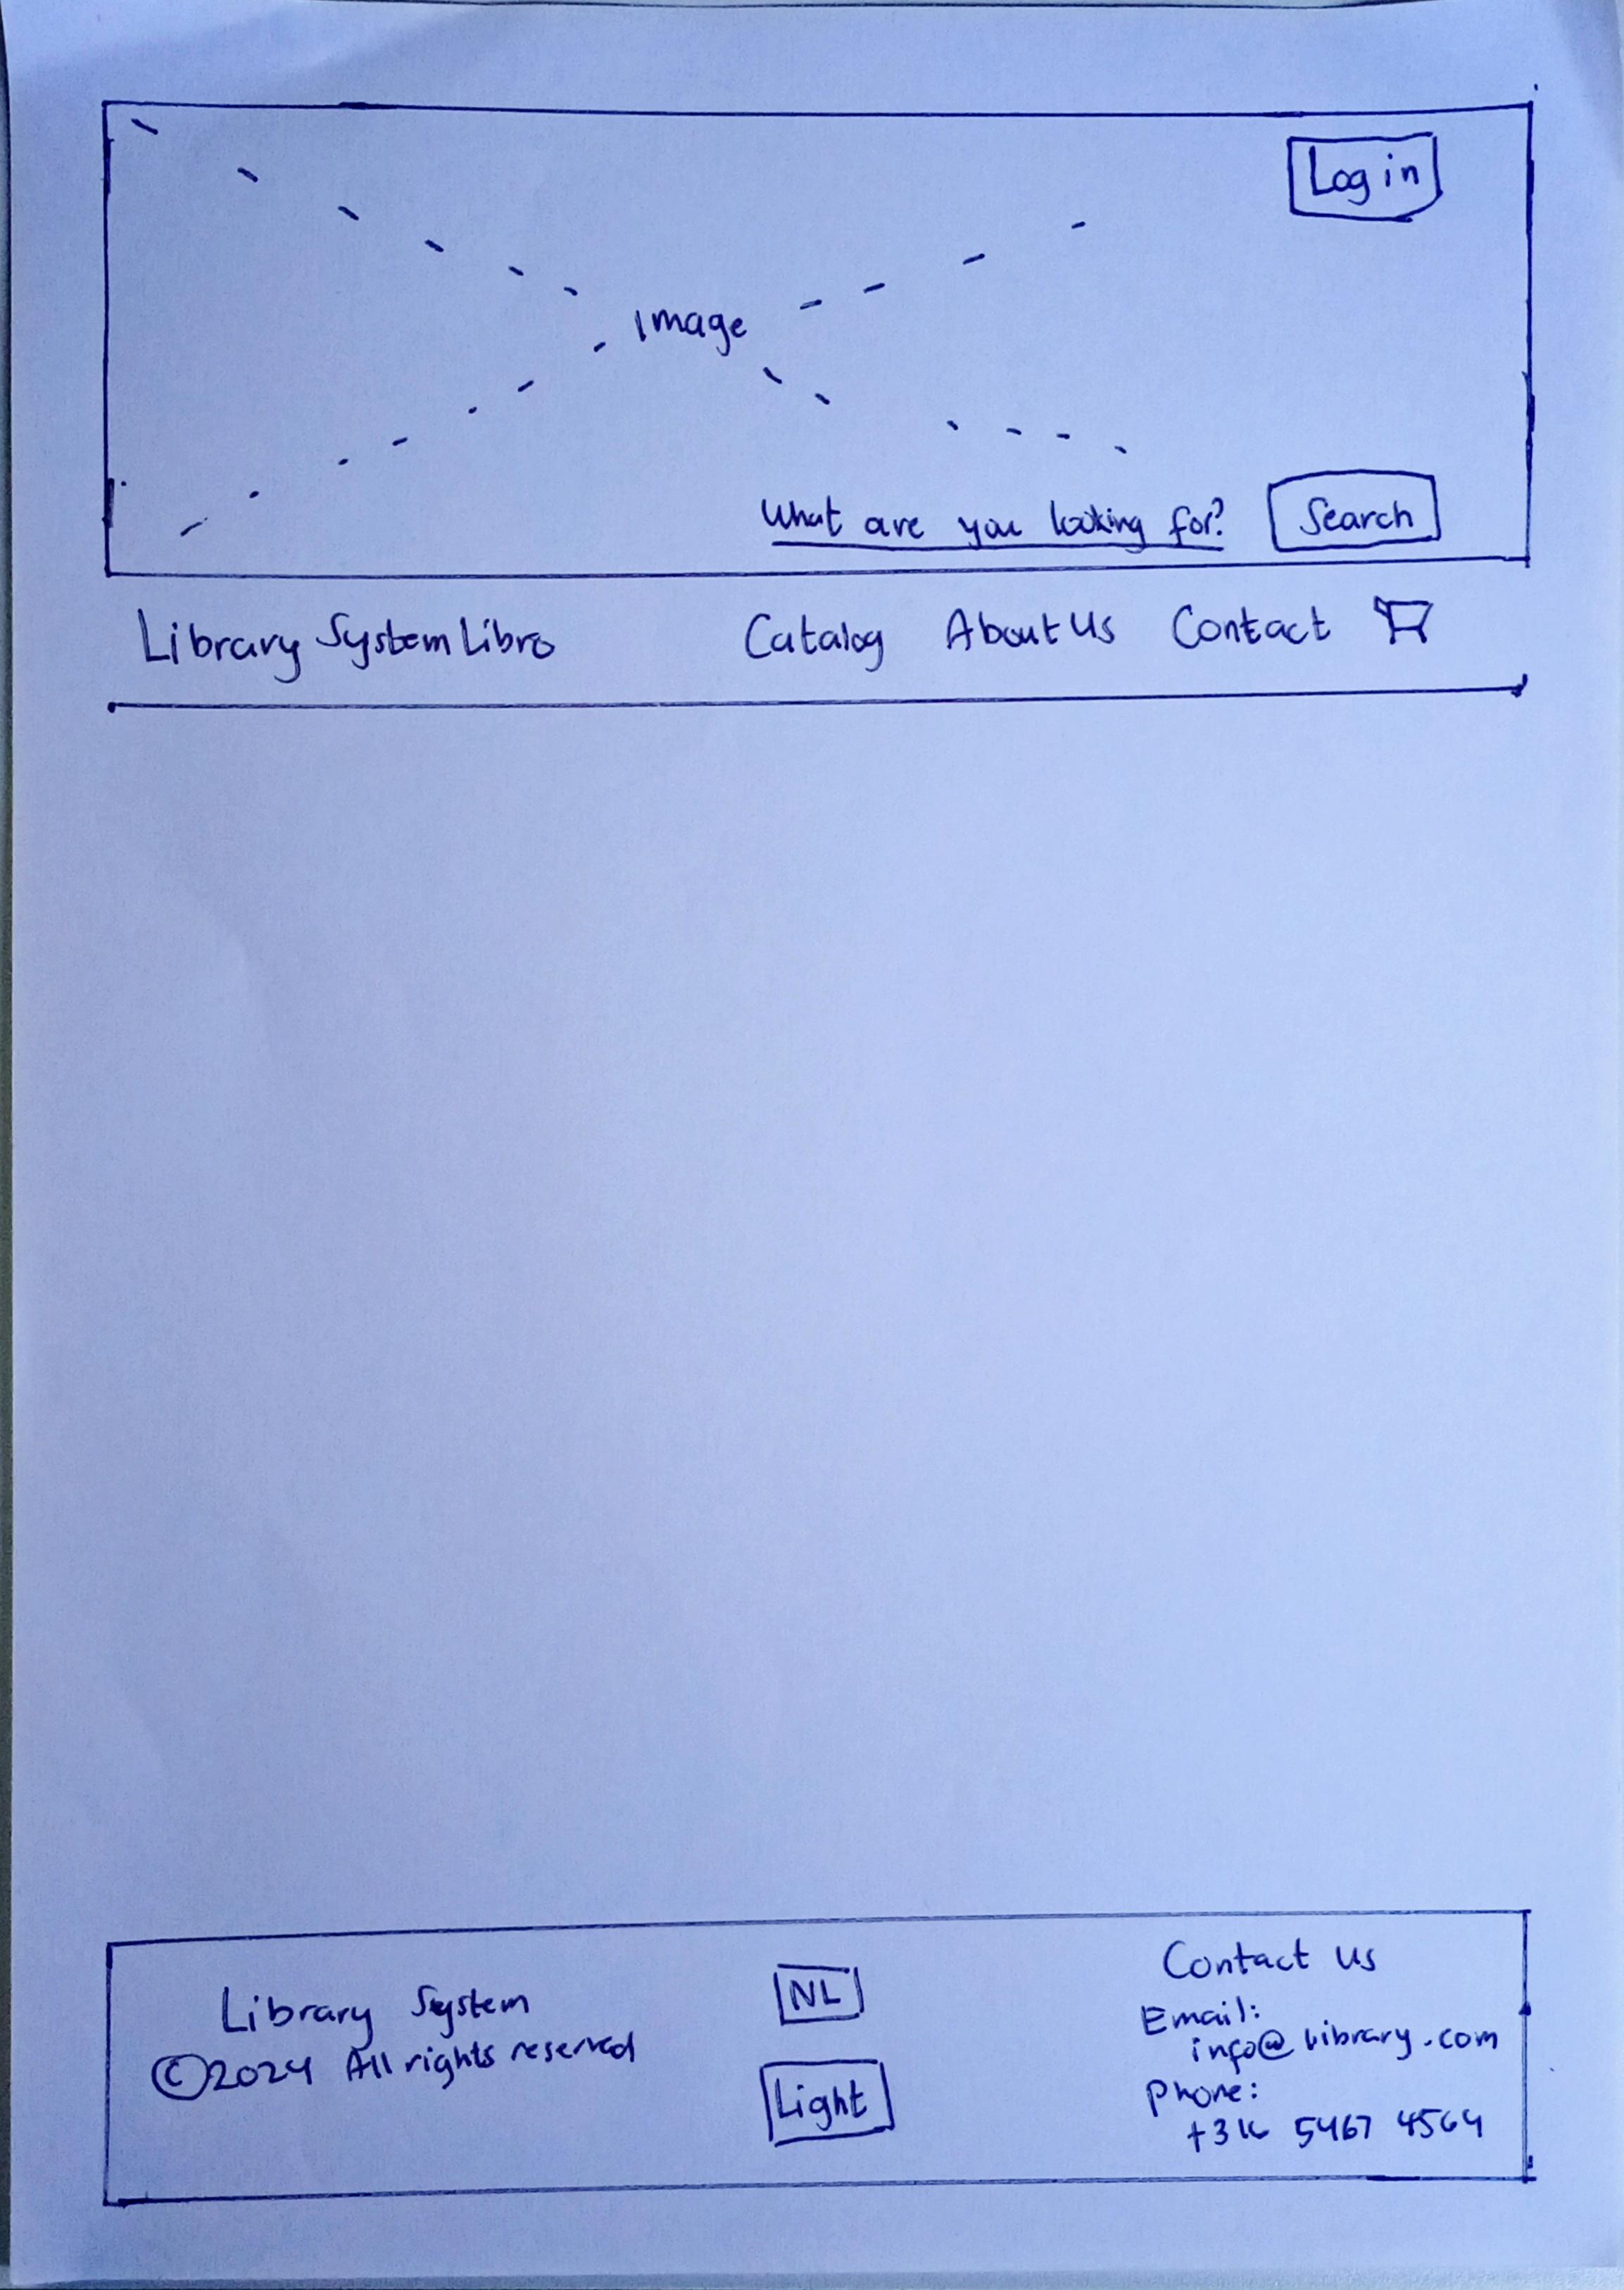 Log in
Image
What are you looking for? Search
Library System Libro Catalog About Us Contact
Library System
©2024 All rights reserved
NL
Light
Contact us
Email:
info@library.com
Phone:
5467 4564